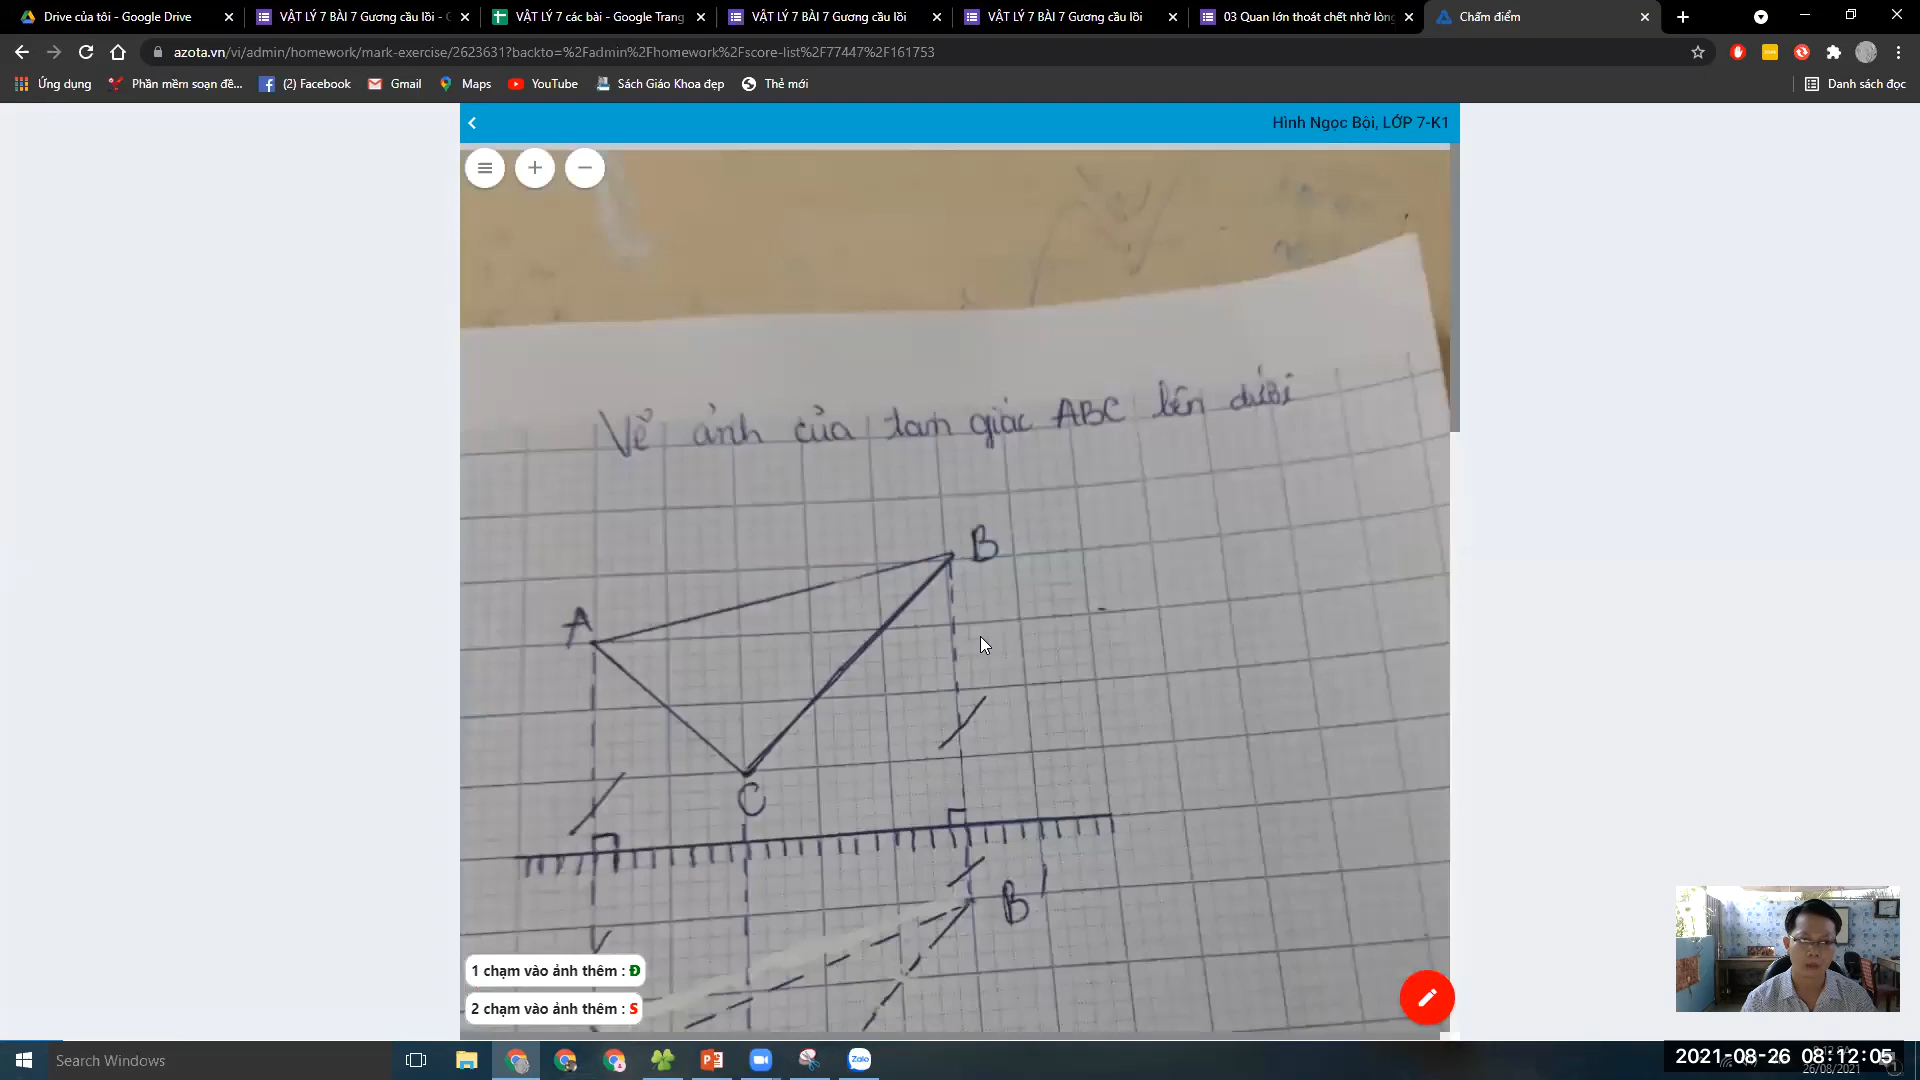 Drive của tôi - Google Drive
VẬT LÝ 7 BÀI 7 Gương cầu lồi - G
VẬT LÝ 7 các bài - Google Trang
VẬT LÝ 7 BÀI 7 Gương cầu lồi
VẬT LÝ 7 BÀI 7 Gương cầu lồi
03 Quan lớn thoát chết nhờ lòng
Chấm điểm
azota.vn/vi/admin/homework/mark-exercise/2623631?backto=%2Fadmin%2Fhomework%2Fscore-list%2F77447%2F161753
Ứng dụng
Phần mềm soạn đề...
(2) Facebook
Gmail
Maps
YouTube
Sách Giáo Khoa đẹp
Thẻ mới
Danh sách đọc
Hình Ngọc Bội, LỚP 7-K1
Vẽ ảnh của tam giác ABC bên dưới
B
A
C
B'
1 chạm vào ảnh thêm : Đ
2 chạm vào ảnh thêm : S
Search Windows
Zalo
2021-08-26 08:12:05
26/08/2021